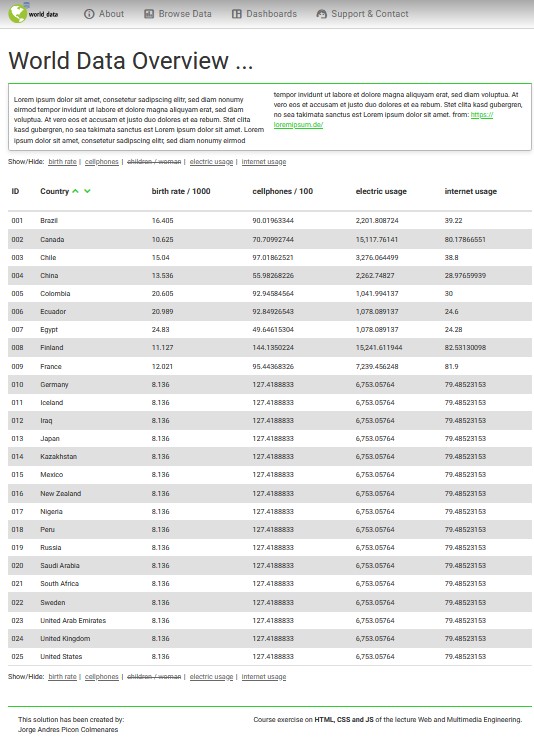 world_data About Browse Data Dashboards Support & Contact
World Data Overview ...
Lorem ipsum dolor sit amet, consetetur sadipscing elitr, sed diam nonumy
eirmod tempor invidunt ut labore et dolore magna aliquyam erat, sed diam
voluptua. At vero eos et accusam et justo duo dolores et ea rebum. Stet clita
kasd gubergren, no sea takimata sanctus est Lorem ipsum dolor sit amet. Lorem
ipsum dolor sit amet, consetetur sadipscing elitr, sed diam nonumy eirmod
tempor invidunt ut labore et dolore magna aliquyam erat, sed diam voluptua. At
vero eos et accusam et justo duo dolores et ea rebum. Stet clita kasd gubergren,
no sea takimata sanctus est Lorem ipsum dolor sit amet. from: https://
loremipsum.de/
Show/Hide: birth rate | cellphones | children / woman | electric usage | internet usage
ID Country birth rate / 1000 cellphones / 100 electric usage internet usage
001 Brazil 16.405 90.01963344 2,201.808724 39.22
002 Canada 10.625 70.70992744 15,117.76141 80.17866551
003 Chile 15.04 97.01862521 3,276.064499 38.8
004 China 13.536 55.98268226 2,262.74827 28.97659939
005 Colombia 20.605 92.94584564 1,041.994137 30
006 Ecuador 20.989 92.84926543 1,078.089137 24.6
007 Egypt 24.83 49.64615304 1,078.089137 24.28
008 Finland 11.127 144.1350224 15,241.611944 82.53130098
009 France 12.021 95.44368326 7,239.456248 81.9
010 Germany 8.136 127.4188833 6,753.05764 79.48523153
011 Iceland 8.136 127.4188833 6,753.05764 79.48523153
012 Iraq 8.136 127.4188833 6,753.05764 79.48523153
013 Japan 8.136 127.4188833 6,753.05764 79.48523153
014 Kazakhstan 8.136 127.4188833 6,753.05764 79.48523153
015 Mexico 8.136 127.4188833 6,753.05764 79.48523153
016 New Zealand 8.136 127.4188833 6,753.05764 79.48523153
017 Nigeria 8.136 127.4188833 6,753.05764 79.48523153
018 Peru 8.136 127.4188833 6,753.05764 79.48523153
019 Russia 8.136 127.4188833 6,753.05764 79.48523153
020 Saudi Arabia 8.136 127.4188833 6,753.05764 79.48523153
021 South Africa 8.136 127.4188833 6,753.05764 79.48523153
022 Sweden 8.136 127.4188833 6,753.05764 79.48523153
023 United Arab Emirates 8.136 127.4188833 6,753.05764 79.48523153
024 United Kingdom 8.136 127.4188833 6,753.05764 79.48523153
025 United States 8.136 127.4188833 6,753.05764 79.48523153
Show/Hide: birth rate | cellphones | children / woman | electric usage | internet usage
This solution has been created by:
Jorge Andres Picon Colmenares
Course exercise on HTML, CSS and JS of the lecture Web and Multimedia Engineering.